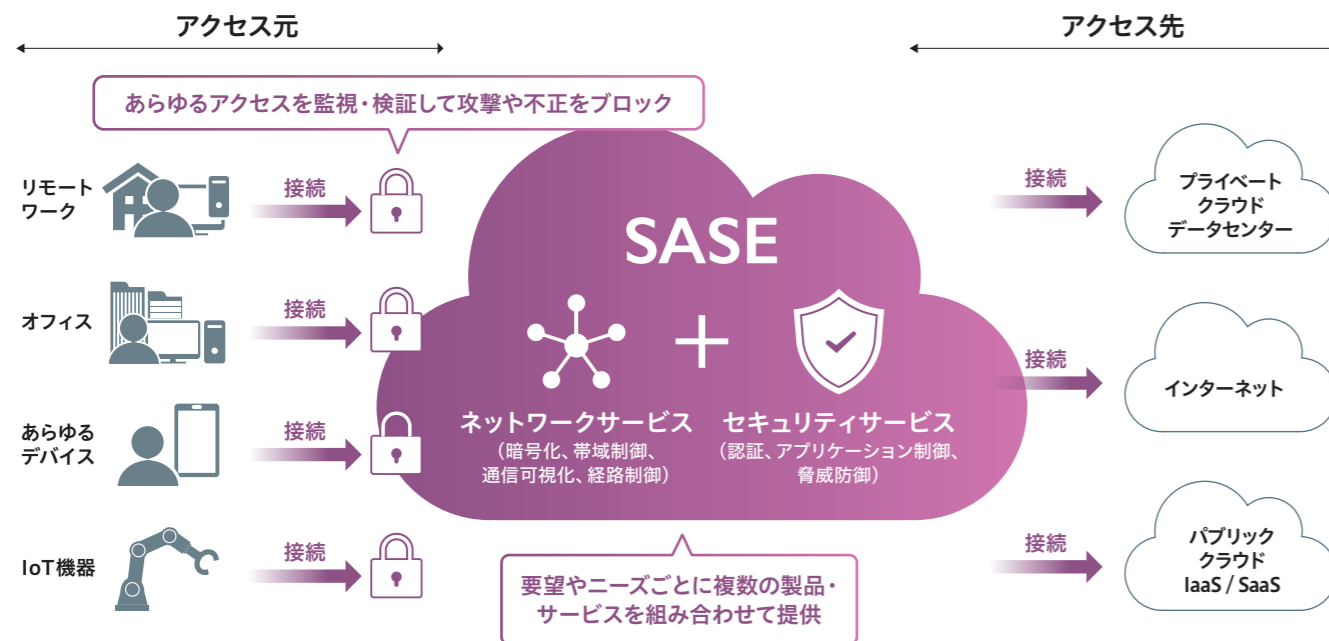 アクセス元
アクセス先
あらゆるアクセスを監視・検証して攻撃や不正をブロック
リモート
ワーク
接続
オフィス
接続
あらゆる
デバイス
接続
IoT機器
接続
SASE
ネットワークサービス
（暗号化、帯域制御、
通信可視化、経路制御）
セキュリティサービス
（認証、アプリケーション制御、
脅威防御）
要望やニーズごとに複数の製品・
サービスを組み合わせて提供
接続
プライベート
クラウド
データセンター
接続
インターネット
接続
パブリック
クラウド
IaaS / SaaS